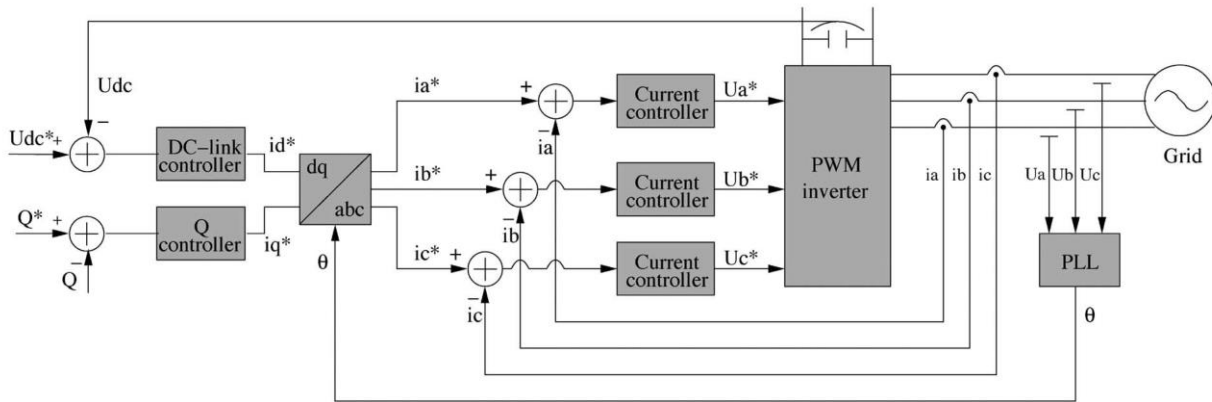 Udc
Udc*
+
−
DC−link
controller
id*
Q*
+
−
Q
Q
controller
iq*
dq
abc
θ
ia*
+
−
ia
Current
controller
Ua*
ib*
+
−
ib
Current
controller
Ub*
ic*
+
−
ic
Current
controller
Uc*
PWM
inverter
ia ib ic
Ua Ub Uc
Grid
PLL
θ